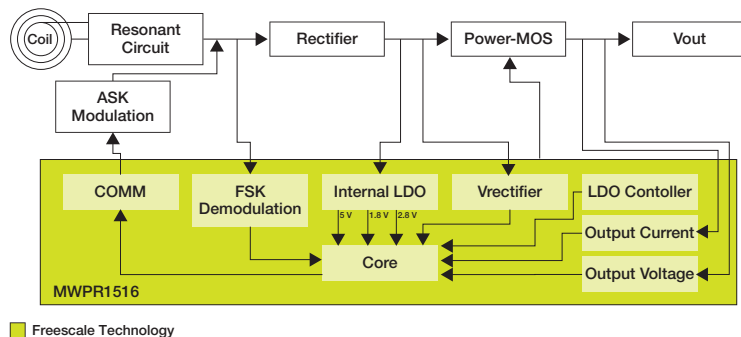 Coil
Resonant
Circuit
Rectifier
Power-MOS
Vout
ASK
Modulation
COMM
FSK
Demodulation
Internal LDO
Vrectifier
LDO Contoller
5 V
1.8 V
2.8 V
Output Current
Core
Output Voltage
MWPR1516
Freescale Technology